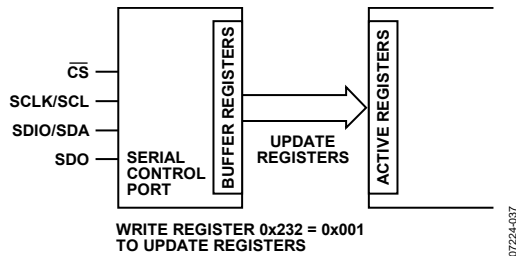 CS
SCLK/SCL
SDIO/SDA
SDO
SERIAL
CONTROL
PORT
BUFFER REGISTERS
UPDATE
REGISTERS
ACTIVE REGISTERS
WRITE REGISTER 0x232 = 0x001
TO UPDATE REGISTERS
07224-037